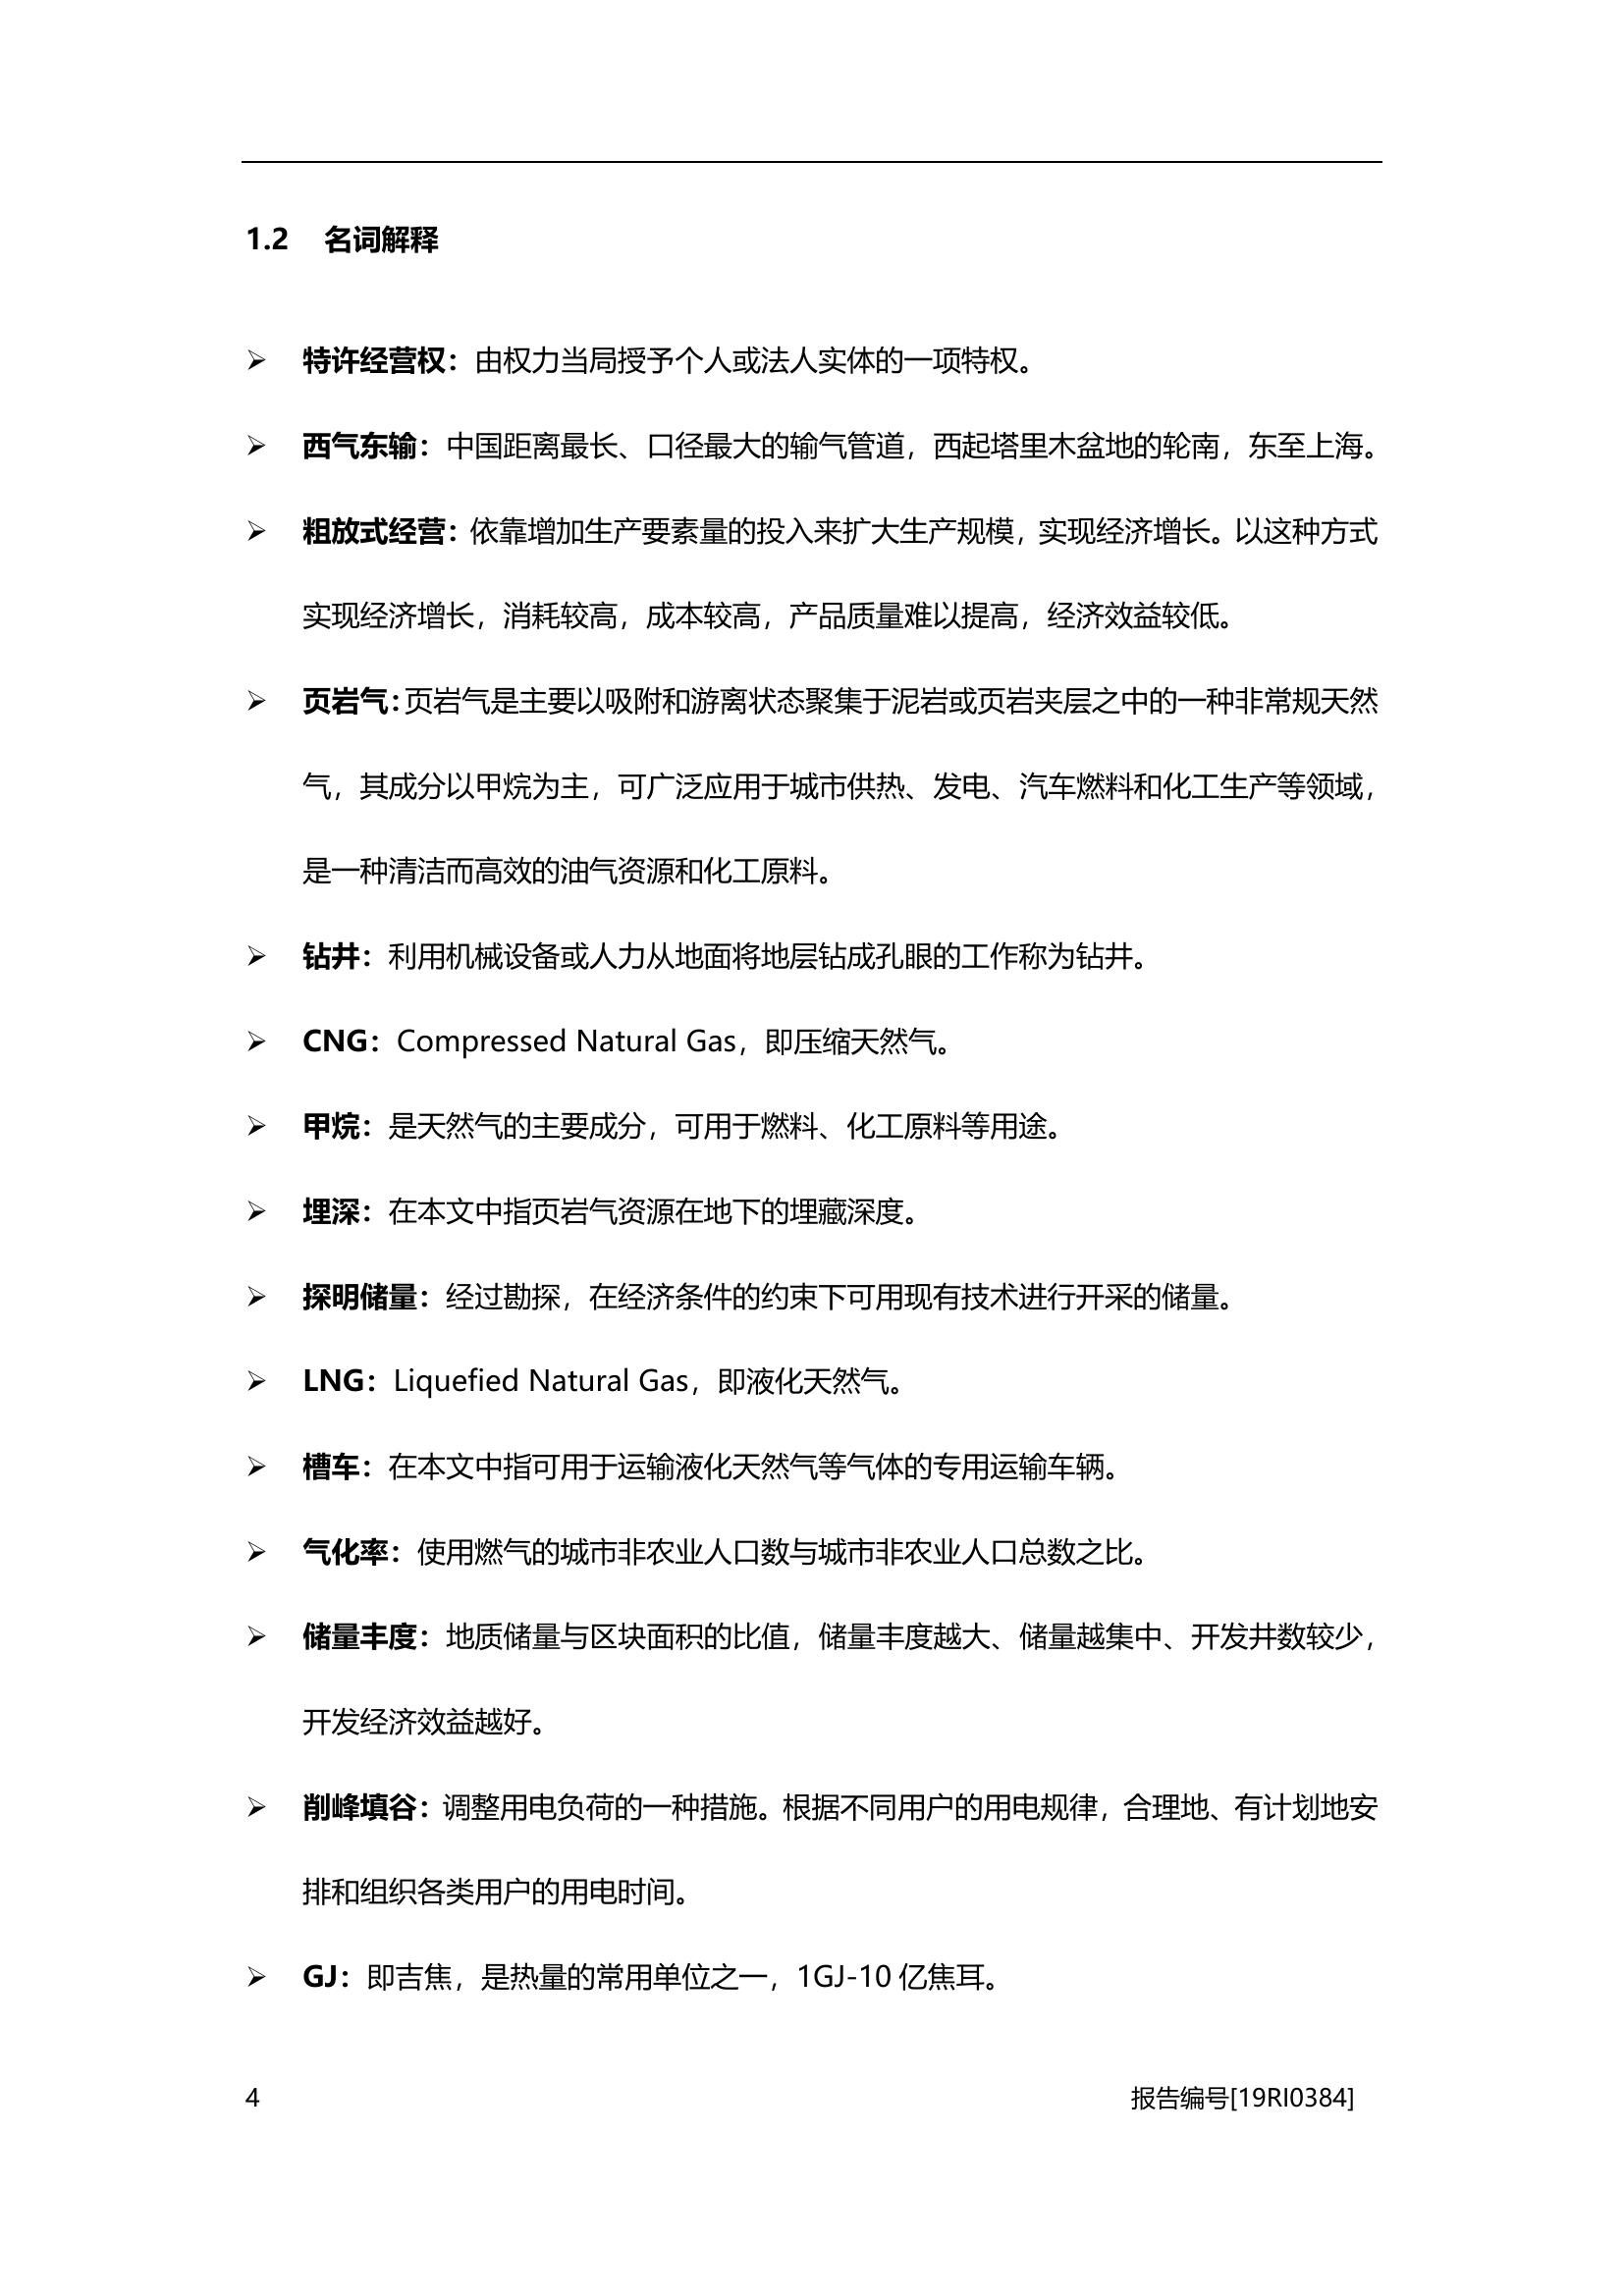 1.2 名词解释
➢ 特许经营权：由权力当局授予个人或法人实体的一项特权。
➢ 西气东输：中国距离最长、口径最大的输气管道，西起塔里木盆地的轮南，东至上海。
➢ 粗放式经营：依靠增加生产要素量的投入来扩大生产规模，实现经济增长。以这种方式
实现经济增长，消耗较高，成本较高，产品质量难以提高，经济效益较低。
➢ 页岩气：页岩气是主要以吸附和游离状态聚集于泥岩或页岩夹层之中的一种非常规天然
气，其成分以甲烷为主，可广泛应用于城市供热、发电、汽车燃料和化工生产等领域，
是一种清洁而高效的油气资源和化工原料。
➢ 钻井：利用机械设备或人力从地面将地层钻成孔眼的工作称为钻井。
➢ CNG：Compressed Natural Gas，即压缩天然气。
➢ 甲烷：是天然气的主要成分，可用于燃料、化工原料等用途。
➢ 埋深：在本文中指页岩气资源在地下的埋藏深度。
➢ 探明储量：经过勘探，在经济条件的约束下可用现有技术进行开采的储量。
➢ LNG：Liquefied Natural Gas，即液化天然气。
➢ 槽车：在本文中指可用于运输液化天然气等气体的专用运输车辆。
➢ 气化率：使用燃气的城市非农业人口数与城市非农业人口总数之比。
➢ 储量丰度：地质储量与区块面积的比值，储量丰度越大、储量越集中、开发井数较少，
开发经济效益越好。
➢ 削峰填谷：调整用电负荷的一种措施。根据不同用户的用电规律，合理地、有计划地安
排和组织各类用户的用电时间。
➢ GJ：即吉焦，是热量的常用单位之一，1GJ-10 亿焦耳。
4 报告编号[19RI0384]